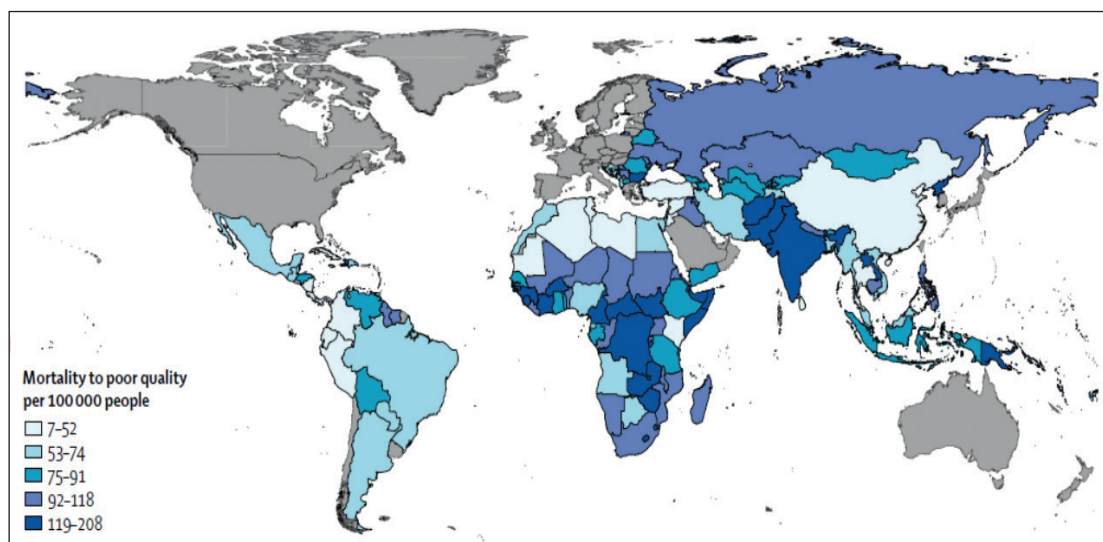 Mortality to poor quality
per 100 000 people
7–52
53–74
75–91
92–118
119–208